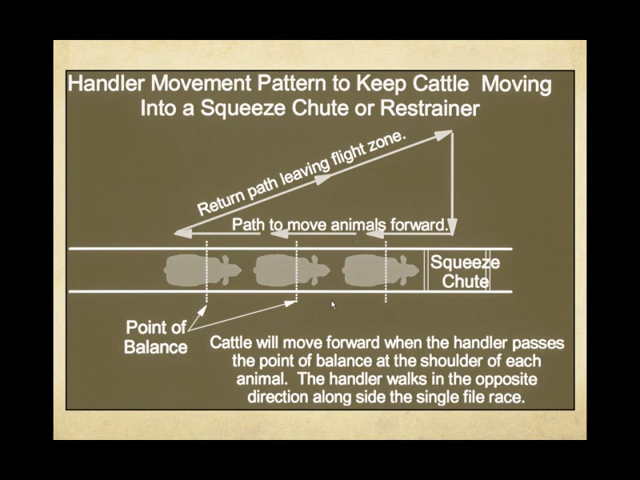 Handler Movement Pattern to Keep Cattle Moving
Into a Squeeze Chute or Restrainer
Return path leaving flight zone.
Path to move animals forward.
Squeeze
Chute
Point of
Balance
Cattle will move forward when the handler passes
the point of balance at the shoulder of each
animal. The handler walks in the opposite
direction along side the single file race.